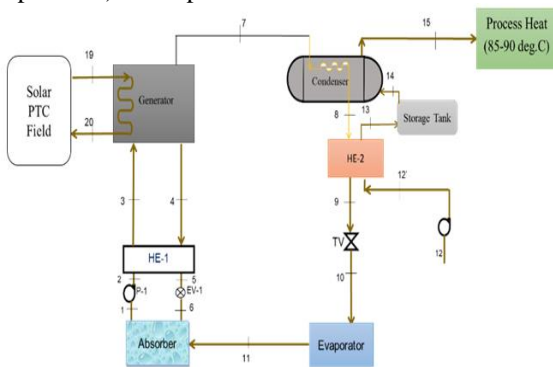 7
15
Process Heat
(85-90 deg.C)
19
Solar
PTC
Field
Generator
Condenser
14
20
8
13
Storage Tank
HE-2
3
4
12'
9
HE-1
TV
2
5
P-1
EV-1
12
10
1
6
Absorber
Evaporator
11